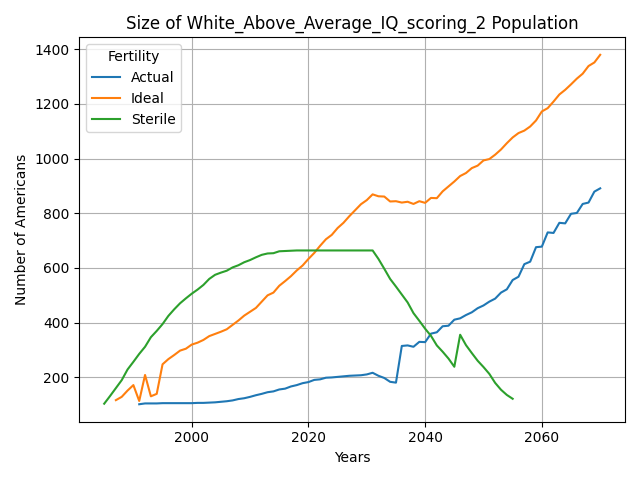 Size of White_Above_Average_IQ_scoring_2 Population
Fertility
Actual
Ideal
Sterile
Number of Americans
1400
1200
1000
800
600
400
200
2000
2020
2040
2060
Years